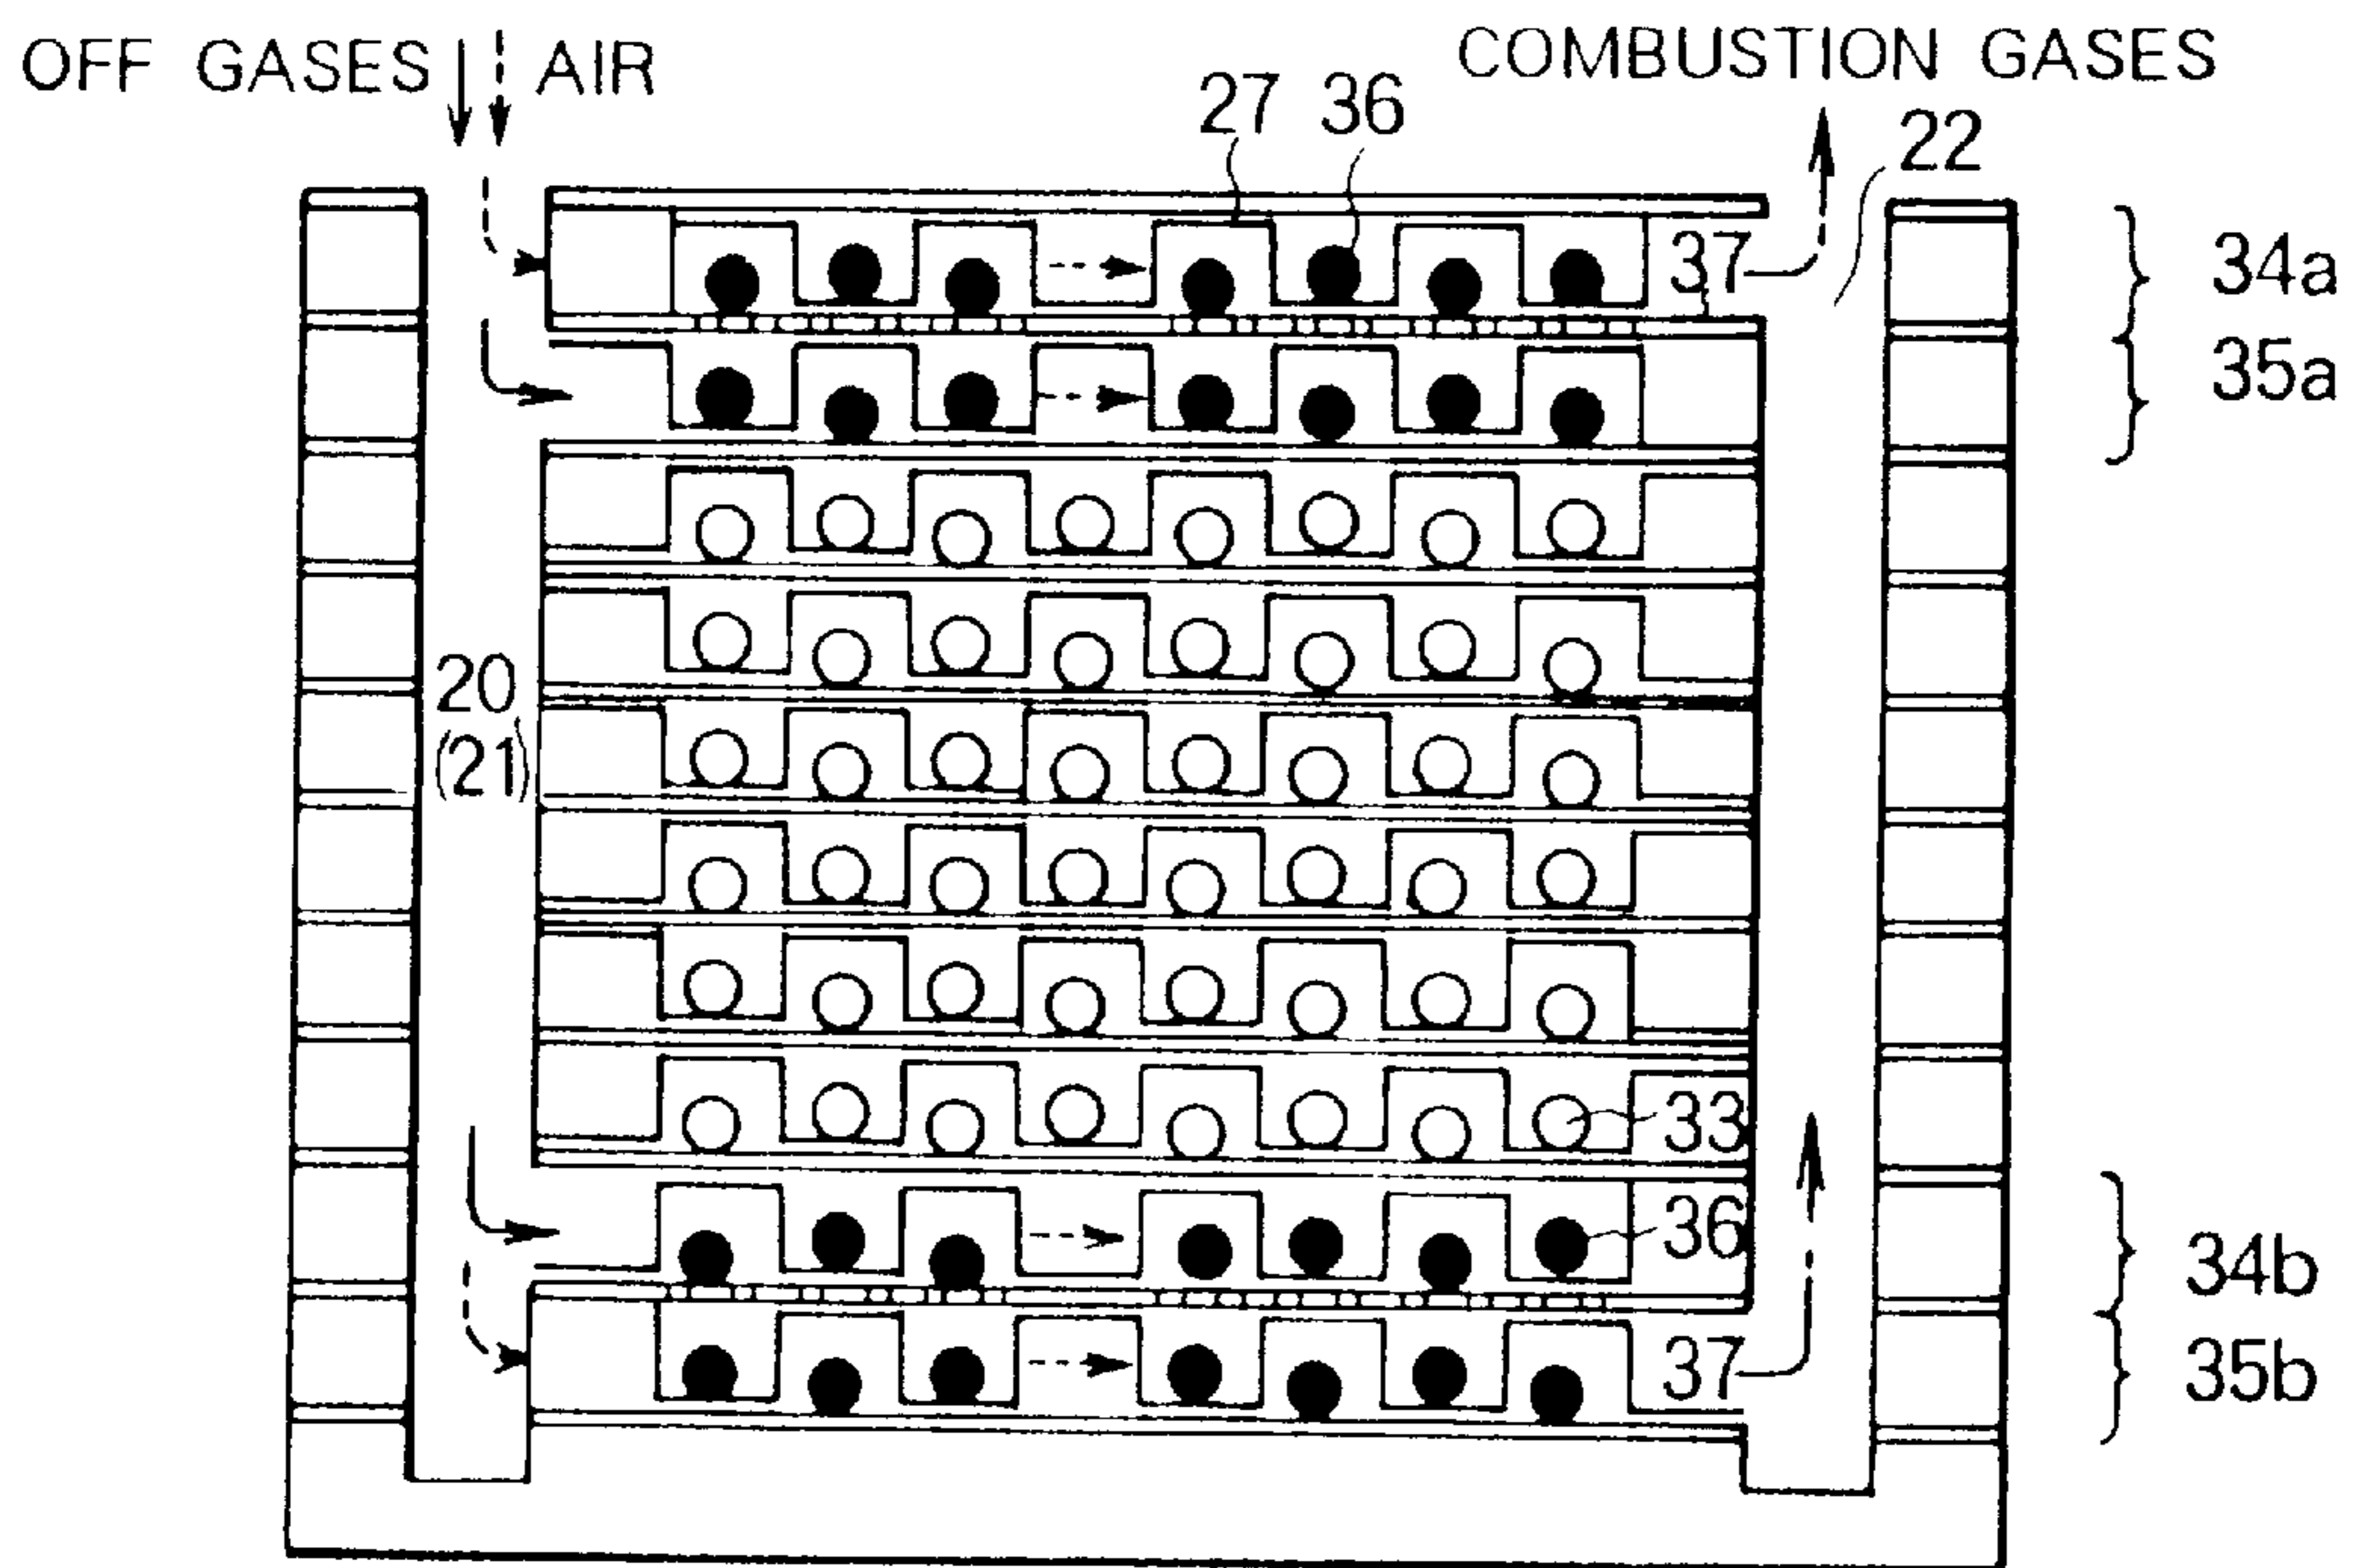 OFF GASES AIR COMBUSTION GASES
27 36 22
37 34a
35a
20
(21)
33
36
34b
37 35b